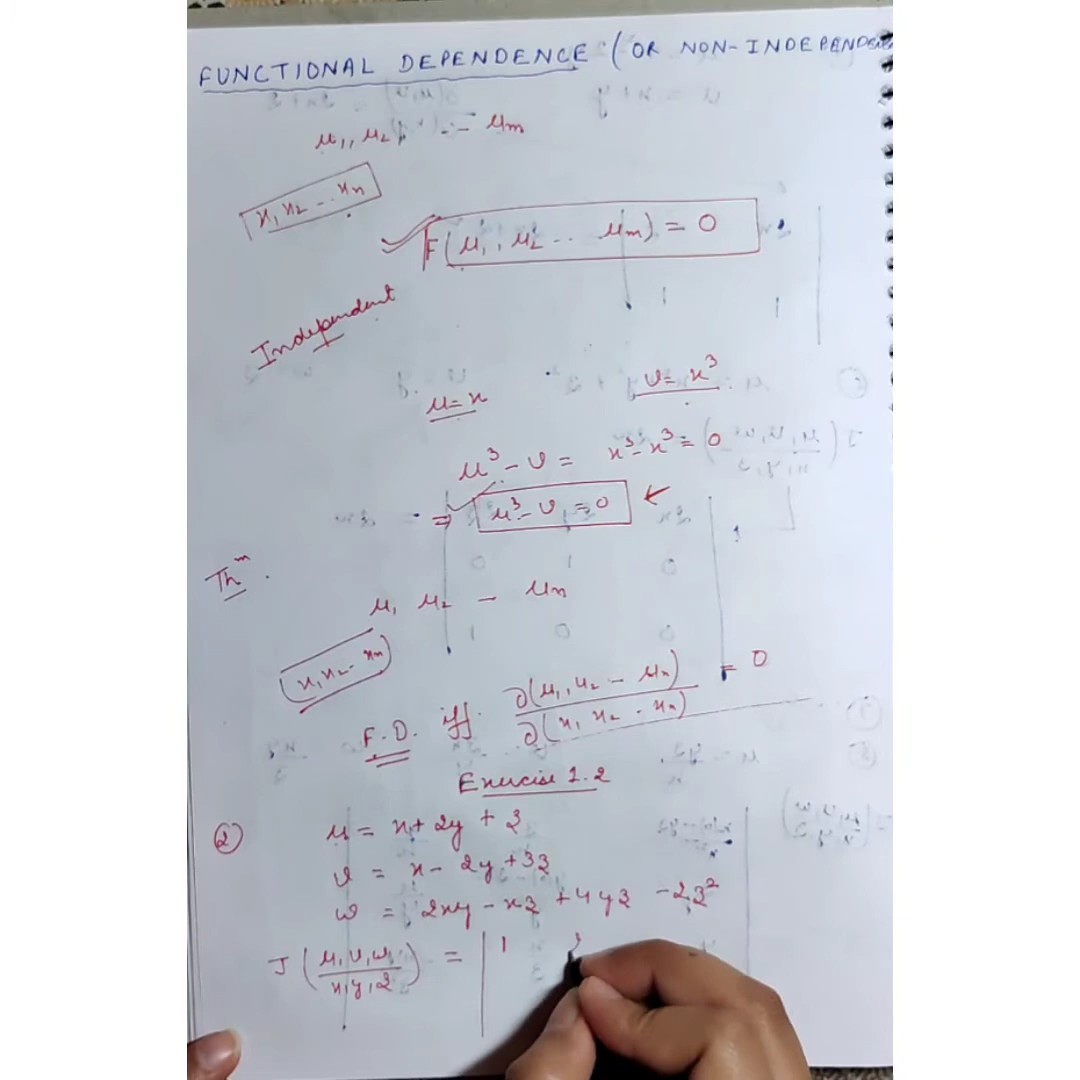 FUNCTIONAL DEPENDENCE (OR NON-INDEPENDE
u₁, u₂ -- uₘ
x₁ x₂ -- xₙ
F(u₁, u₂ -- uₘ) = 0
Independent
u = x
v = x³
u³ - v = x³ - x³ = 0
= u³ - v = 0 ←
Thᵐ.
u₁ u₂ - uₙ
(x₁ x₂ - xₙ)
F.D. iff. ∂(u₁, u₂ - uₙ) / ∂(x₁ x₂ - xₙ) = 0
Exercise 1.2
② u = x + 2y + z
v = x - 2y + 3z
w = 2xy - xz + 4yz - 2z²
J (u, v, w / x, y, z) = | 1